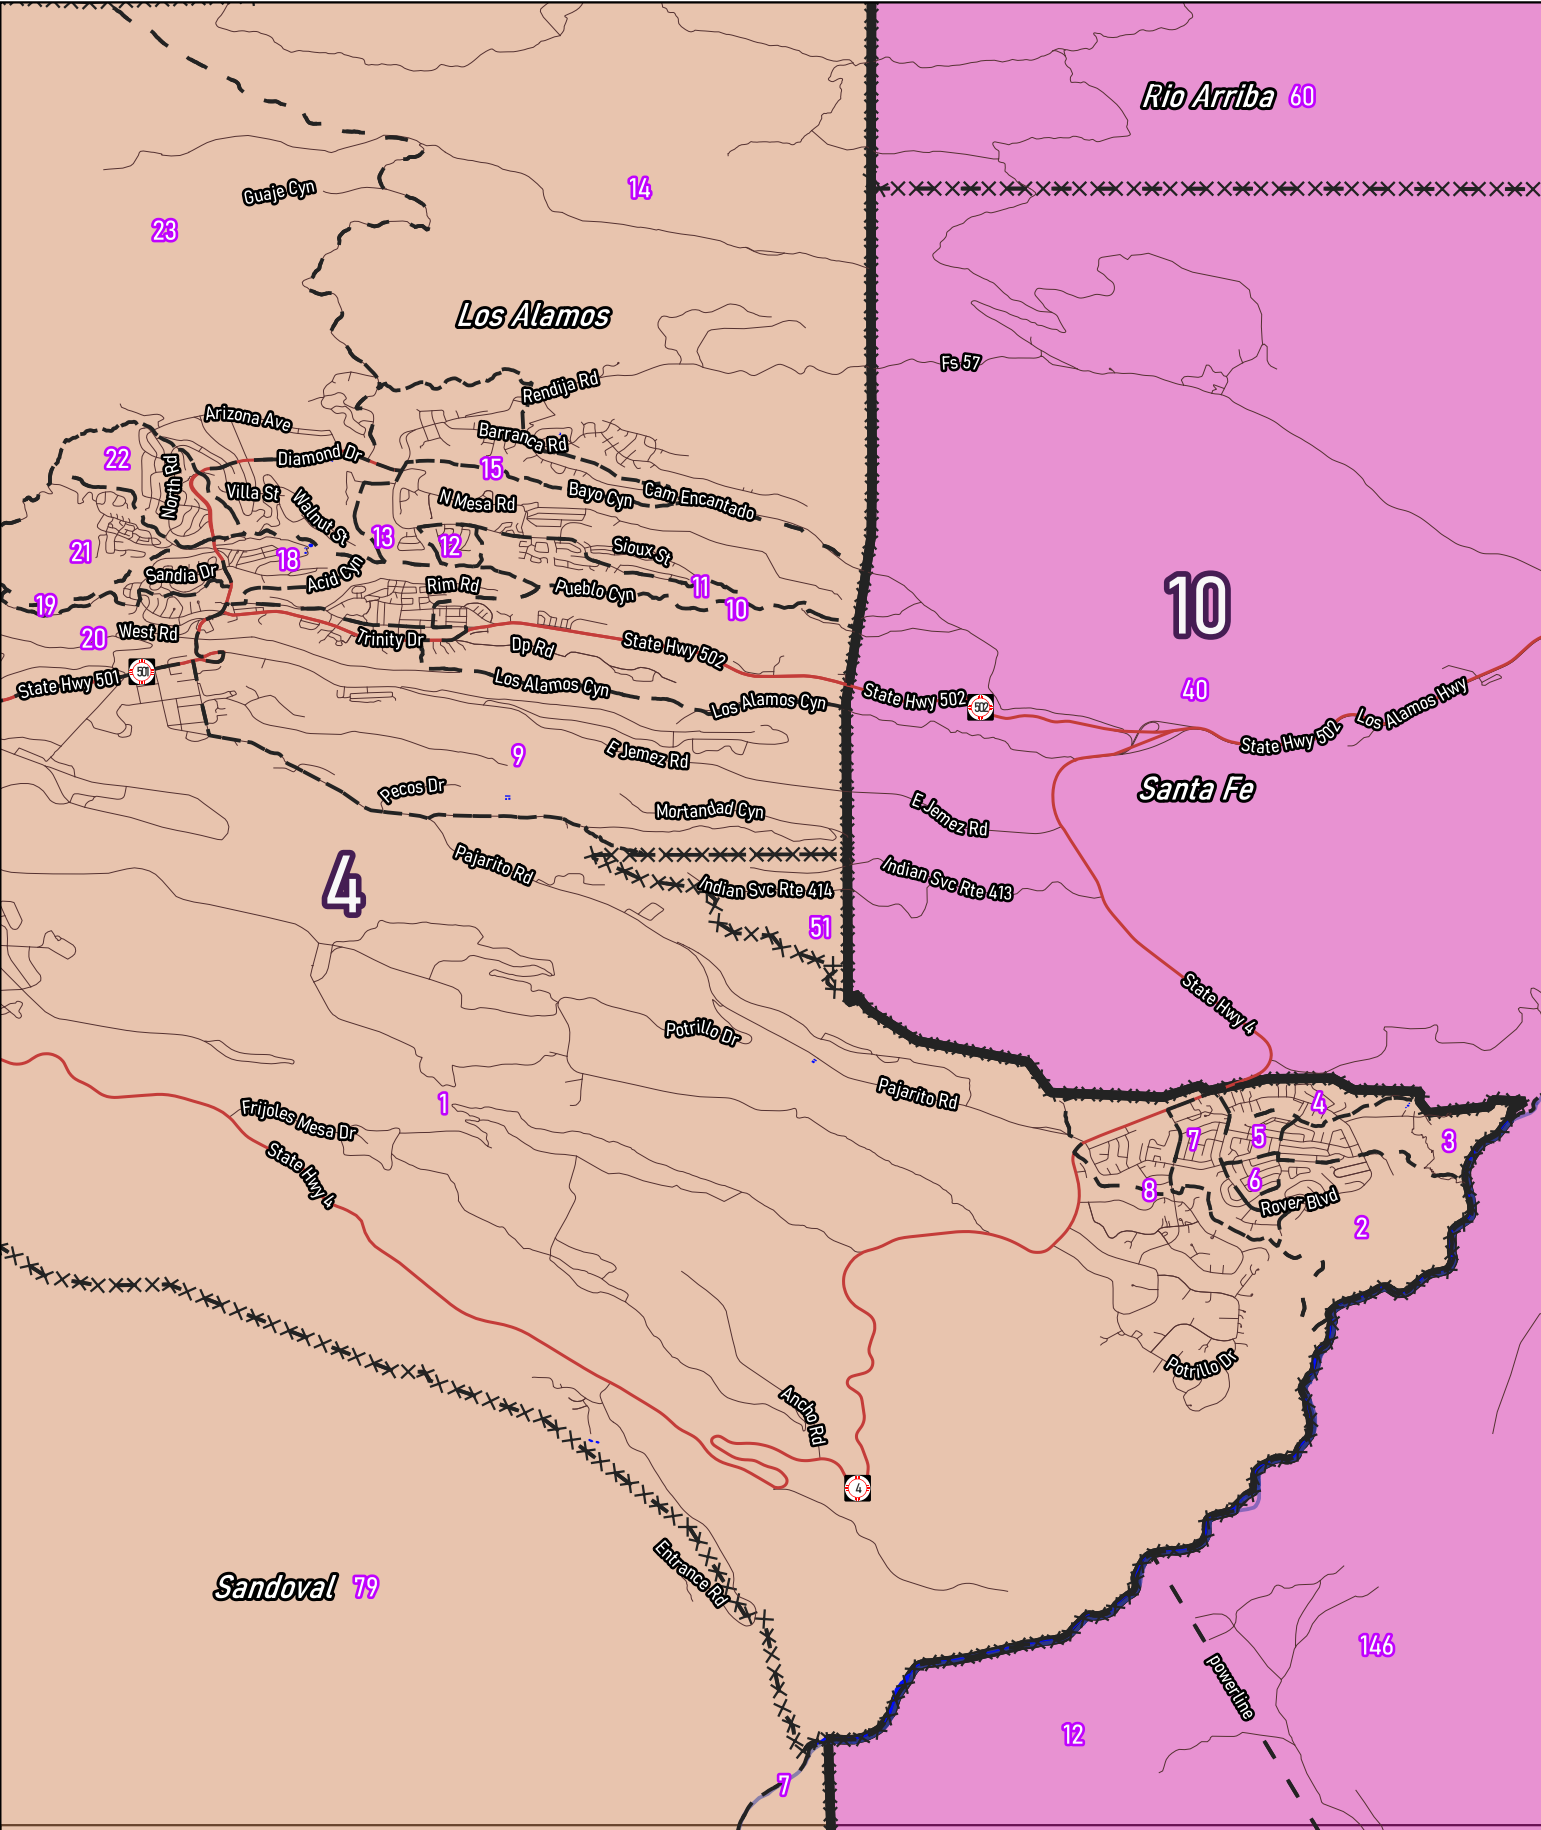 Rio Arriba 60
14
Guaje Cyn
23
Los Alamos
Fs 57
Rendija Rd
Arizona Ave
Barranca Rd
Diamond Dr
22
15
North Rd
Villa St
Walnut St
N Mesa Rd
Bayo Cyn
Cam Encantado
13
12
21
18
Sioux St
Sandia Dr
Acid Cyn
Rim Rd
Pueblo Cyn
11
10
19
10
20
West Rd
Trinity Dr
Dp Rd
State Hwy 502
501
State Hwy 501
Los Alamos Cyn
Los Alamos Cyn
State Hwy 502
502
40
Los Alamos Hwy
State Hwy 502
9
E Jemez Rd
Santa Fe
Pecos Dr
Mortandad Cyn
E Jemez Rd
Pajarito Rd
4
Indian Svc Rte 414
Indian Svc Rte 413
51
State Hwy 4
Potrillo Dr
Pajarito Rd
1
Frijoles Mesa Dr
State Hwy 4
4
7
5
3
8
6
Rover Blvd
2
Potrillo Dr
Ancho Rd
4
Entrance Rd
Sandoval 79
146
powerline
12
7